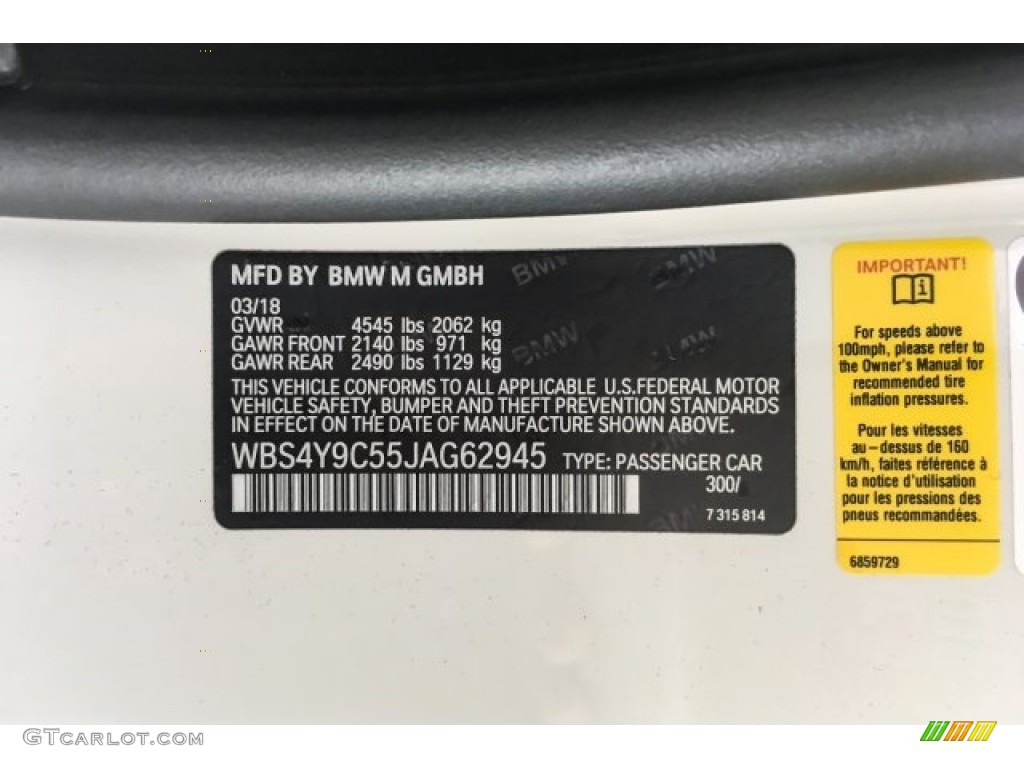 MFD BY BMW M GMBH
03/18
GVWR 4545 lbs 2062 kg
GAWR FRONT 2140 lbs 971 kg
GAWR REAR 2490 lbs 1129 kg
THIS VEHICLE CONFORMS TO ALL APPLICABLE U.S.FEDERAL MOTOR
VEHICLE SAFETY, BUMPER AND THEFT PREVENTION STANDARDS
IN EFFECT ON THE DATE OF MANUFACTURE SHOWN ABOVE.
WBS4Y9C55JAG62945 TYPE: PASSENGER CAR
300/
7 315 814
BMW
BMW
BMW
BMW
IMPORTANT!
For speeds above
100mph, please refer to
the Owner's Manual for
recommended tire
inflation pressures.
Pour les vitesses
au-dessus de 160
km/h, faites référence à
la notice d'utilisation
pour les pressions des
pneus recommandées.
6859729
GTCARLOT.COM